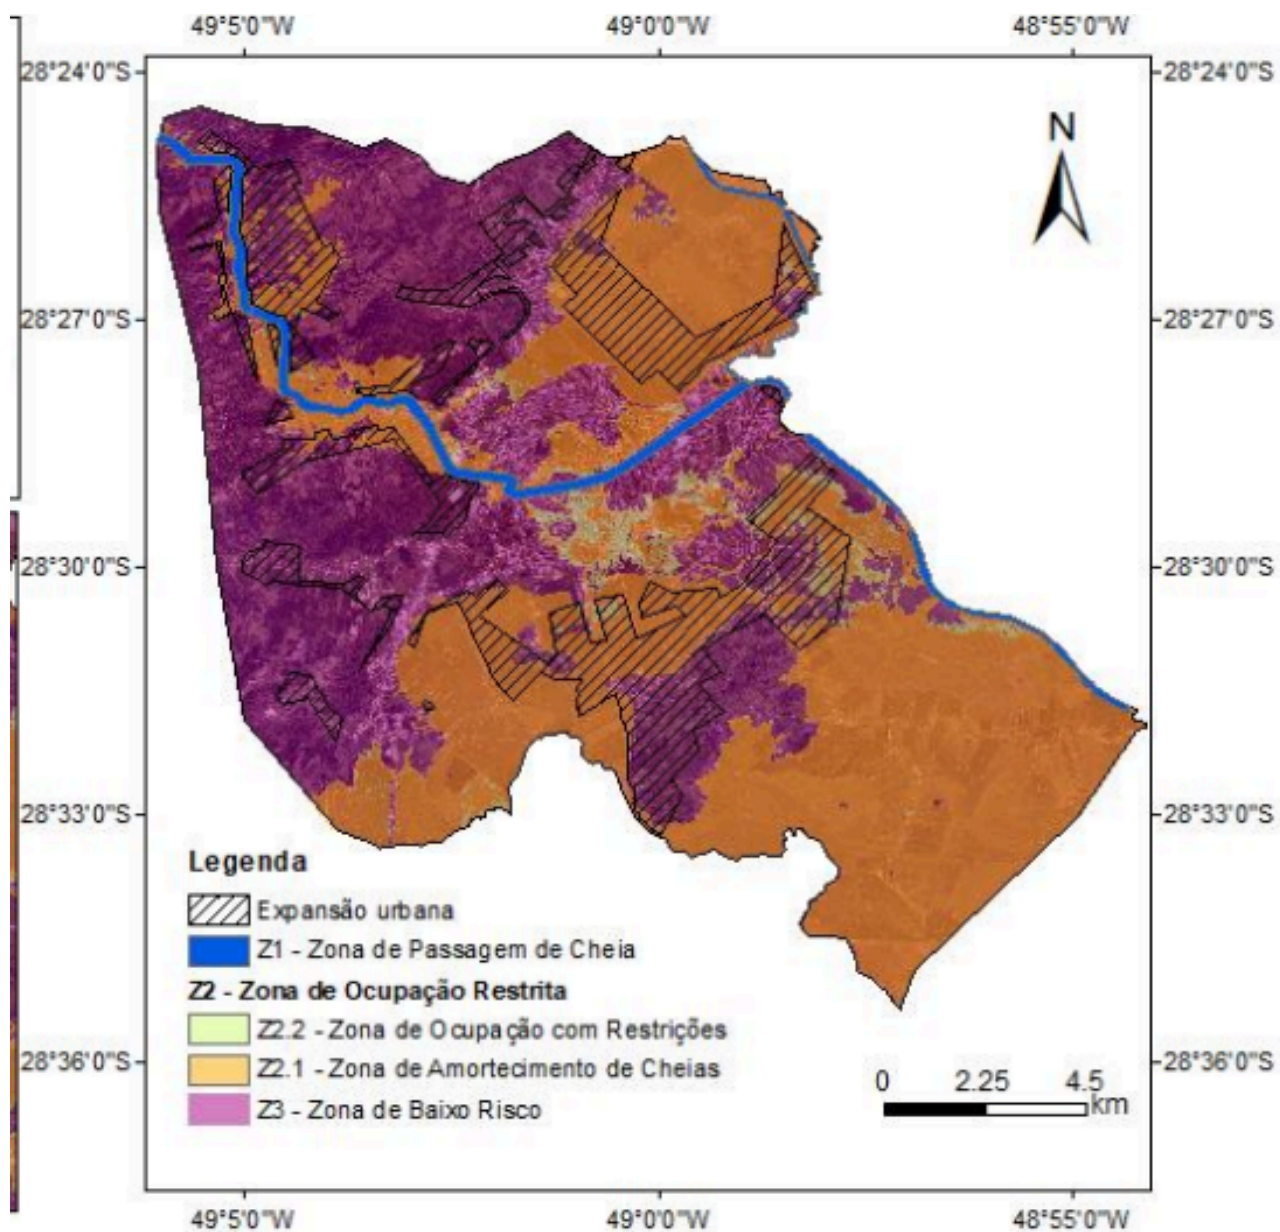 49°5'0"W 49°0'0"W 48°55'0"W
28°24'0"S 28°24'0"S
N
28°27'0"S 28°27'0"S
28°30'0"S 28°30'0"S
28°33'0"S 28°33'0"S
Legenda
Expansão urbana
Z1 - Zona de Passagem de Cheia
Z2 - Zona de Ocupação Restrita
Z2.2 - Zona de Ocupação com Restrições
Z2.1 - Zona de Amortecimento de Cheias
Z3 - Zona de Baixo Risco
28°36'0"S 28°36'0"S
0 2.25 4.5
km
49°5'0"W 49°0'0"W 48°55'0"W